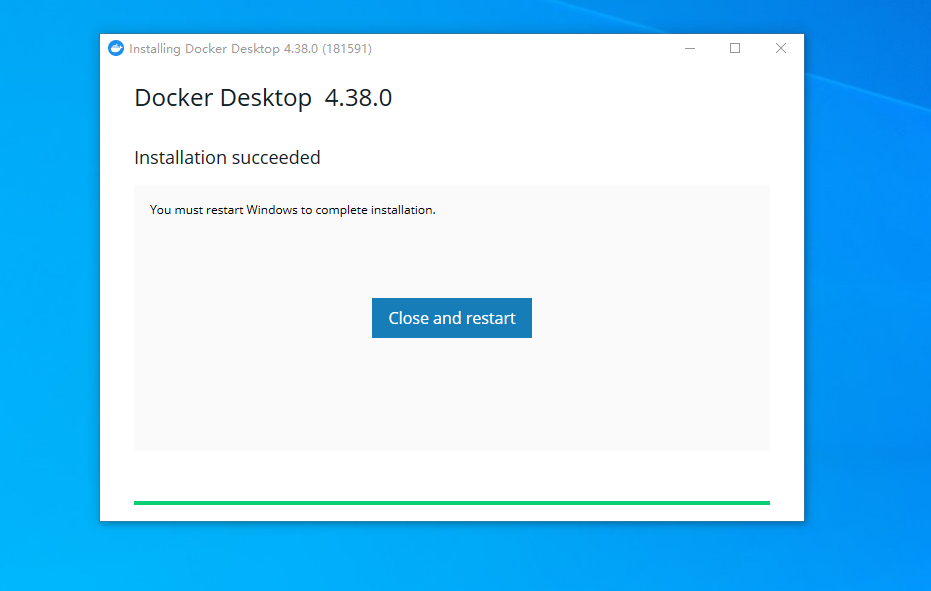 Installing Docker Desktop 4.38.0 (181591)
Docker Desktop 4.38.0
Installation succeeded
You must restart Windows to complete installation.
Close and restart